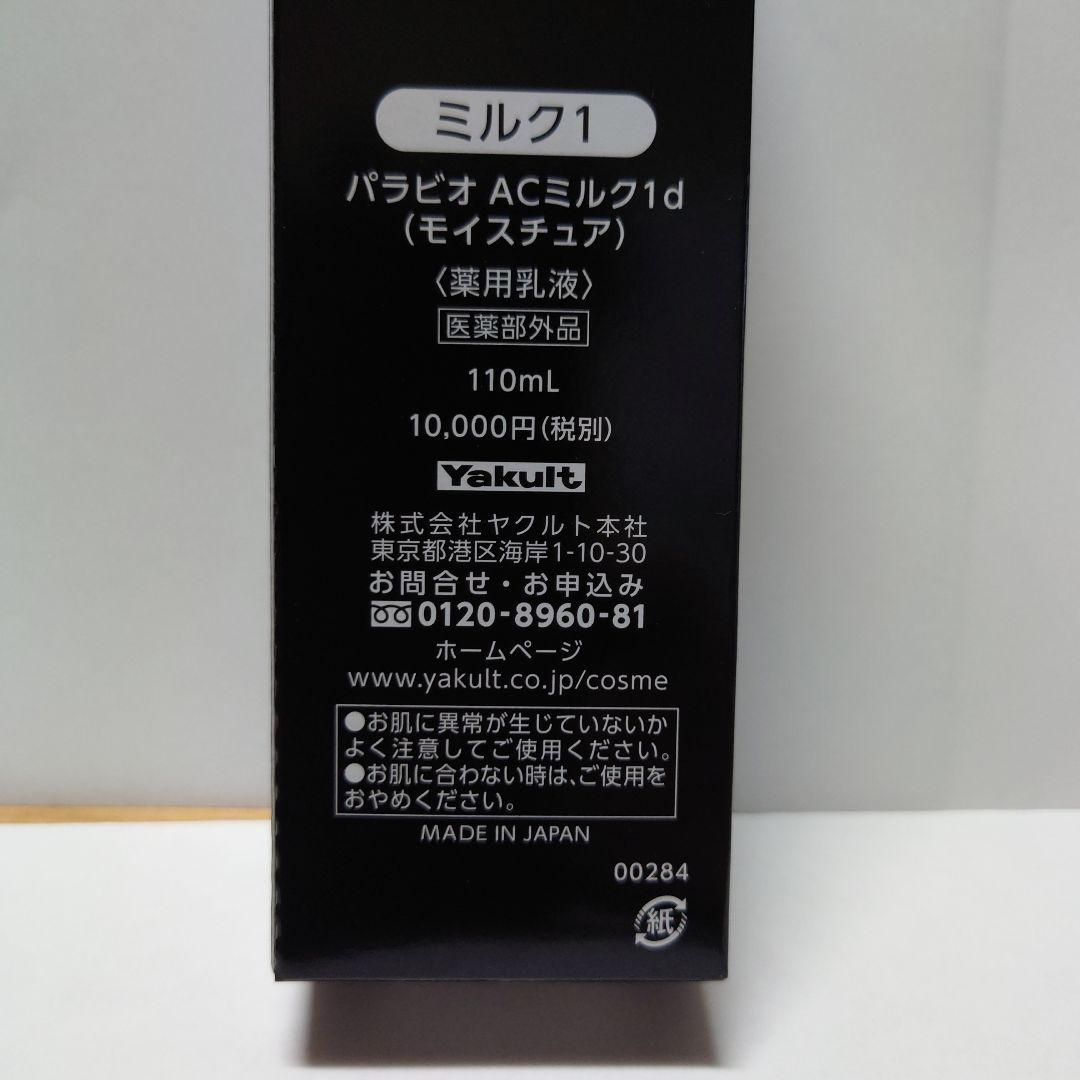 ミルク1
パラビオ ACミルク1d
(モイスチュア)
〈薬用乳液〉
医薬部外品
110mL
10,000円(税別)
Yakult
株式会社ヤクルト本社
東京都港区海岸1-10-30
お問合せ・お申込み
0120-8960-81
ホームページ
www.yakult.co.jp/cosme
●お肌に異常が生じていないか
よく注意してご使用ください。
●お肌に合わない時は、ご使用を
おやめください。
MADE IN JAPAN
00284
紙